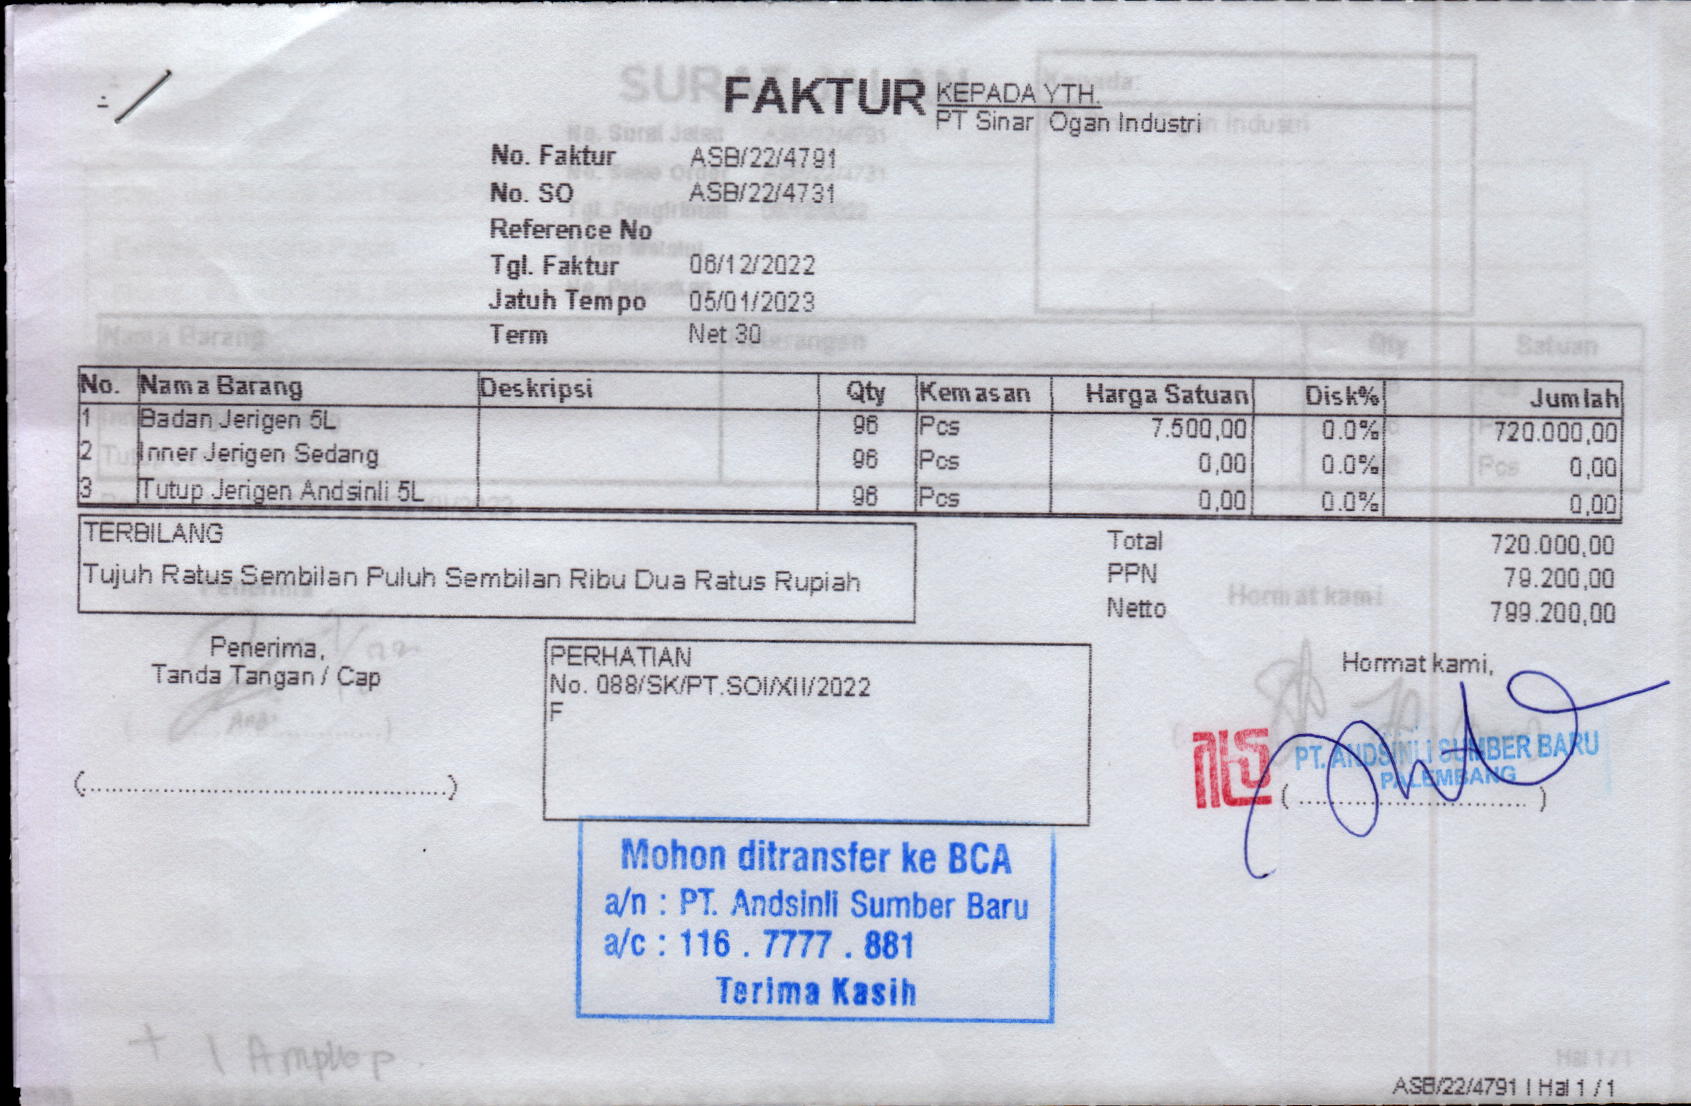 FAKTUR
KEPADA YTH.
PT Sinar Ogan Industri
No. Faktur ASB/22/4791
No. SO ASB/22/4731
Reference No
Tgl. Faktur 06/12/2022
Jatuh Tempo 05/01/2023
Term Net 30
No. Nama Barang Deskripsi Qty Kemasan Harga Satuan Disk% Jumlah
1 Badan Jerigen 5L 96 Pcs 7.500,00 0.0% 720.000,00
2 Inner Jerigen Sedang 96 Pcs 0,00 0.0% 0,00
3 Tutup Jerigen Andsinli 5L 96 Pcs 0,00 0.0% 0,00
TERBILANG
Tujuh Ratus Sembilan Puluh Sembilan Ribu Dua Ratus Rupiah
Total 720.000,00
PPN 79.200,00
Netto 799.200,00
Penerima,
Tanda Tangan / Cap
(..............................................)
PERHATIAN
No. 088/SK/PT.SOI/XII/2022
F
Hormat kami,
PT. ANDSINLI SUMBER BARU
PALEMBANG
(..............................)
Mohon ditransfer ke BCA
a/n : PT. Andsinli Sumber Baru
a/c : 116 . 7777 . 881
Terima Kasih
+ 1 Amplop.
ASB/22/4791 | Hal 1 / 1